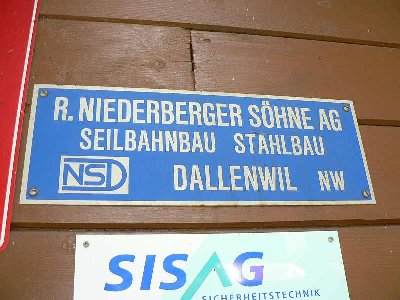 R. NIEDERBERGER SÖHNE AG
SEILBAHNBAU STAHLBAU
NSD DALLENWIL NW
SISAG
SICHERHEITSTECHNIK